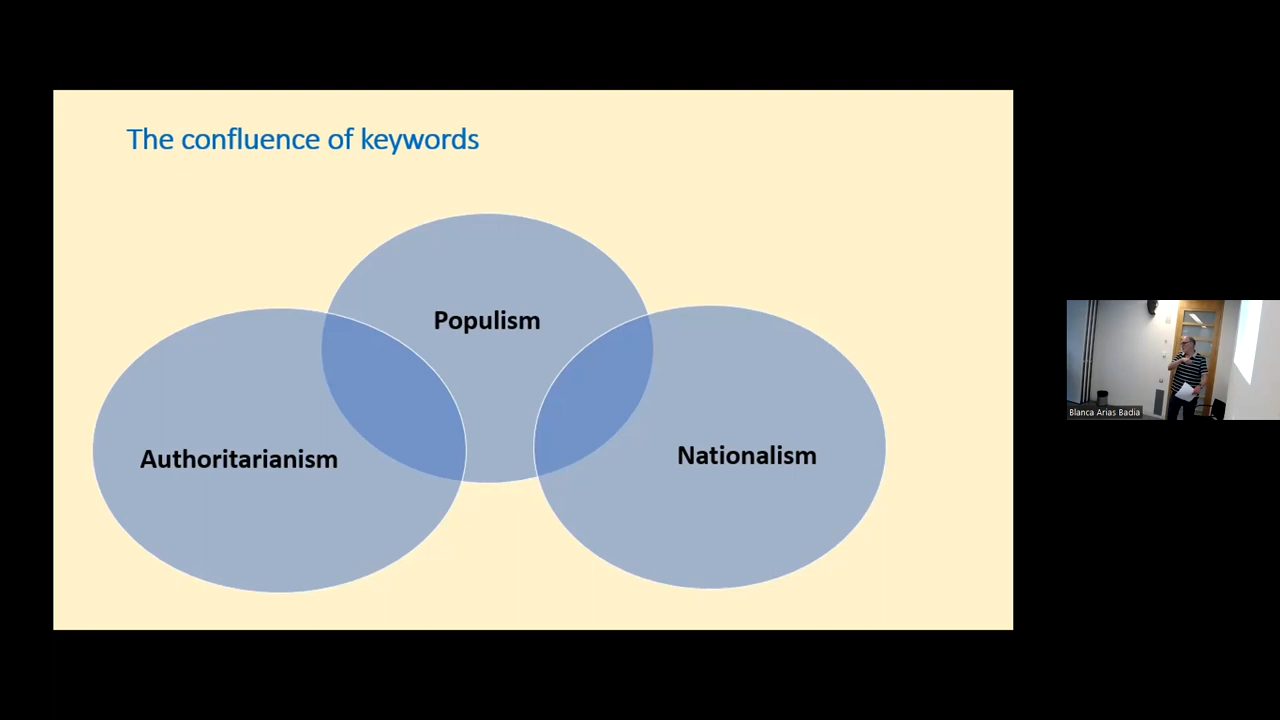 The confluence of keywords
Populism
Authoritarianism
Nationalism
Blanca Arias Badia